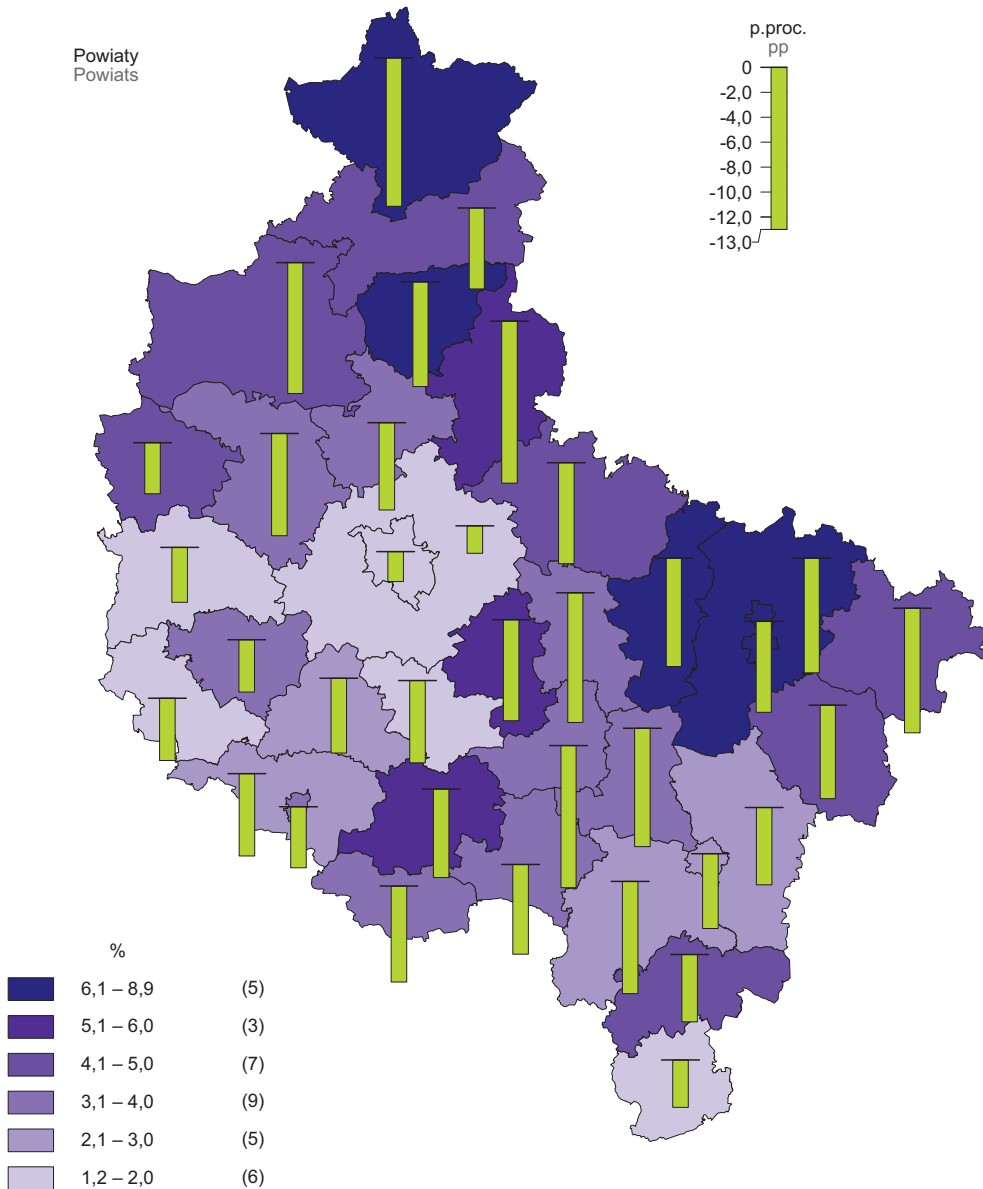 Powiaty
Powiats
p.proc.
pp
0
-2,0
-4,0
-6,0
-8,0
-10,0
-12,0
-13,0
%
6,1 – 8,9 (5)
5,1 – 6,0 (3)
4,1 – 5,0 (7)
3,1 – 4,0 (9)
2,1 – 3,0 (5)
1,2 – 2,0 (6)